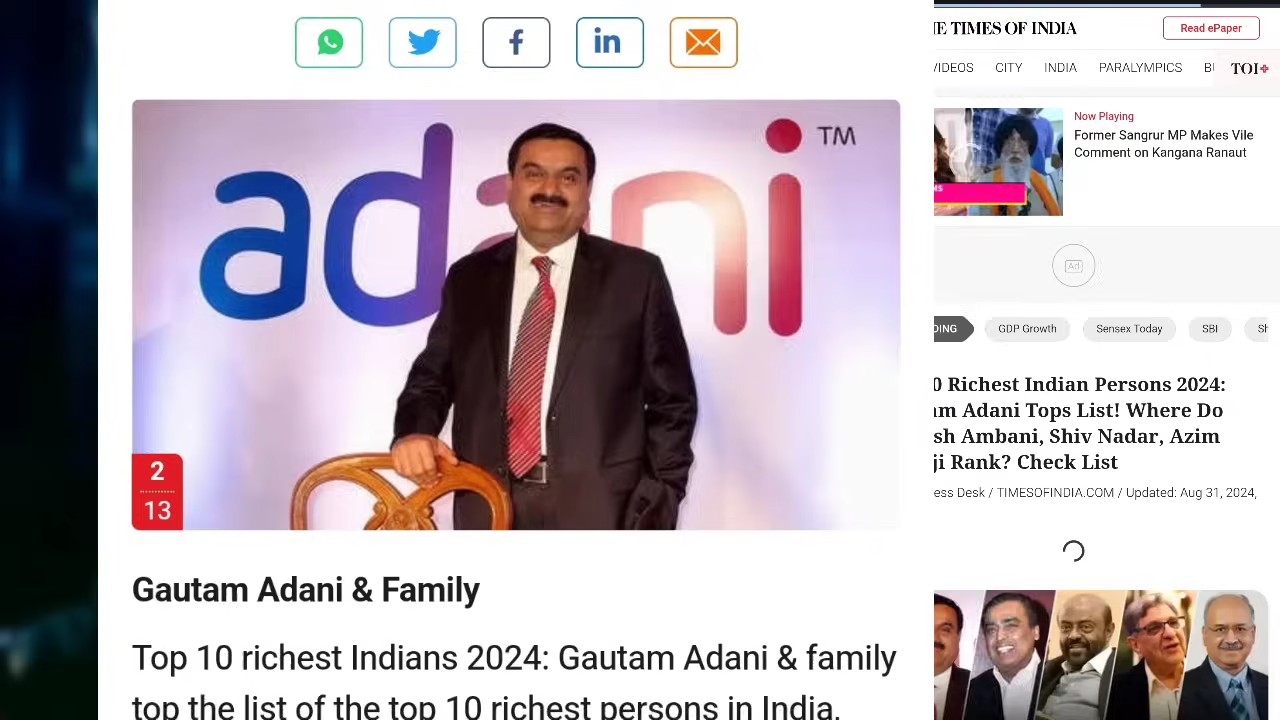 adani
TM
2
13
Gautam Adani & Family
Top 10 richest Indians 2024: Gautam Adani & family
top the list of the top 10 richest persons in India.
E TIMES OF INDIA
Read ePaper
VIDEOS
CITY
INDIA
PARALYMPICS
TOI+
Now Playing
Former Sangrur MP Makes Vile
Comment on Kangana Ranaut
Ad
DING
GDP Growth
Sensex Today
SBI
Sh
0 Richest Indian Persons 2024:
m Adani Tops List! Where Do
sh Ambani, Shiv Nadar, Azim
ji Rank? Check List
ess Desk / TIMESOFINDIA.COM / Updated: Aug 31, 2024,